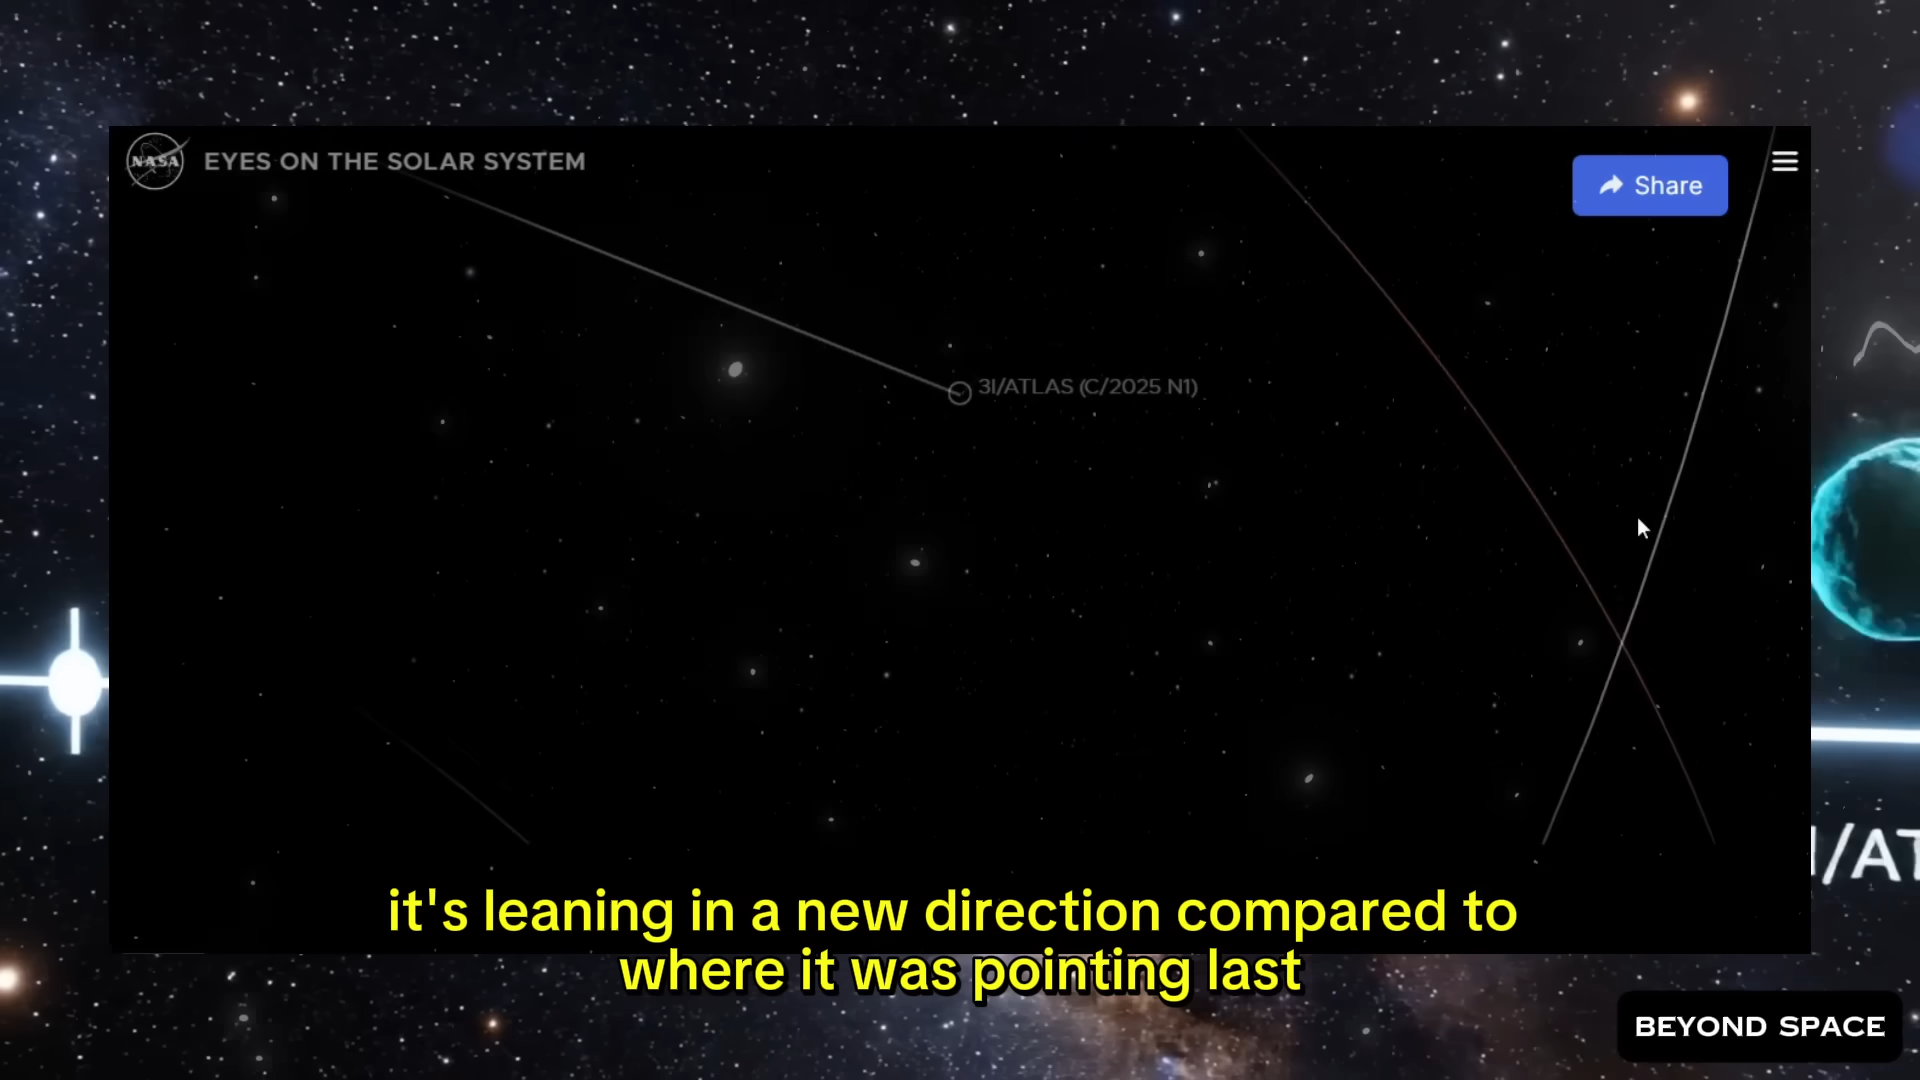 NASA
EYES ON THE SOLAR SYSTEM
Share
3I/ATLAS (C/2025 N1)
I/AT
it's leaning in a new direction compared to
where it was pointing last
BEYOND SPACE